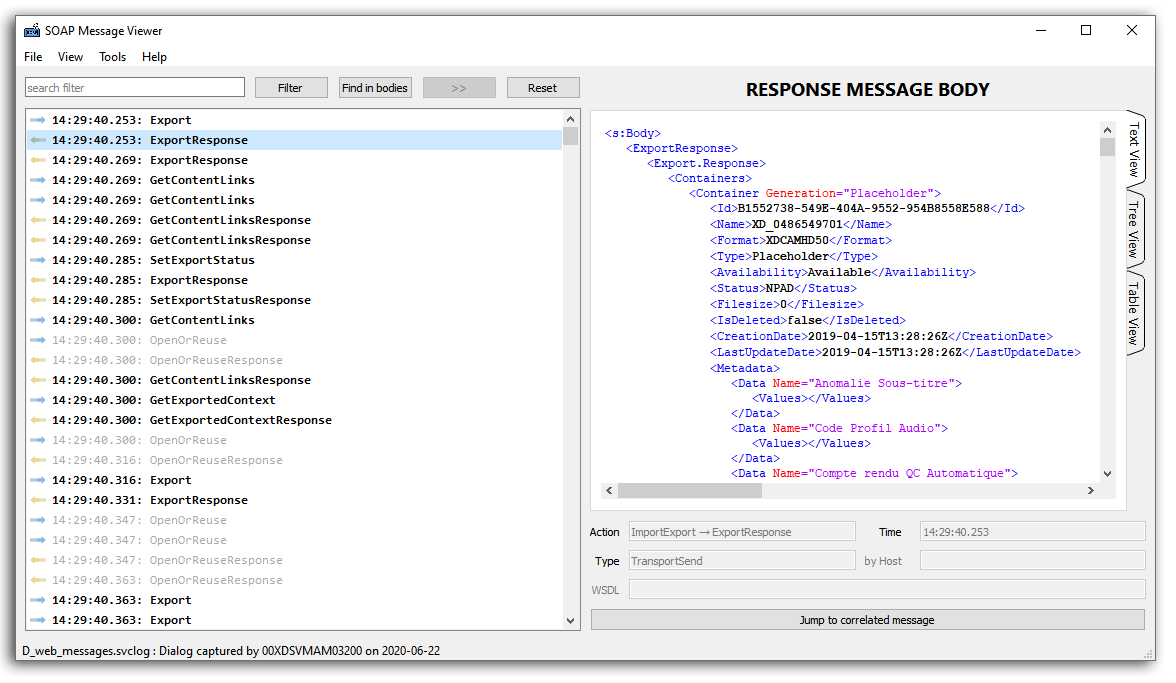 SOAP Message Viewer
File View Tools Help
search filter
Filter
Find in bodies
>>
Reset
14:29:40.253: Export
14:29:40.253: ExportResponse
14:29:40.269: ExportResponse
14:29:40.269: GetContentLinks
14:29:40.269: GetContentLinks
14:29:40.269: GetContentLinksResponse
14:29:40.269: GetContentLinksResponse
14:29:40.285: SetExportStatus
14:29:40.285: ExportResponse
14:29:40.285: SetExportStatusResponse
14:29:40.300: GetContentLinks
14:29:40.300: OpenOrReuse
14:29:40.300: OpenOrReuseResponse
14:29:40.300: GetContentLinksResponse
14:29:40.300: GetExportedContext
14:29:40.300: GetExportedContextResponse
14:29:40.300: OpenOrReuse
14:29:40.316: OpenOrReuseResponse
14:29:40.316: Export
14:29:40.331: ExportResponse
14:29:40.347: OpenOrReuse
14:29:40.347: OpenOrReuse
14:29:40.347: OpenOrReuseResponse
14:29:40.363: OpenOrReuseResponse
14:29:40.363: Export
14:29:40.363: Export
RESPONSE MESSAGE BODY
<s:Body>
<ExportResponse>
<Export.Response>
<Containers>
<Container Generation="Placeholder">
<Id>B1552738-549E-404A-9552-954B8558E588</Id>
<Name>XD_0486549701</Name>
<Format>XDCAMHD50</Format>
<Type>Placeholder</Type>
<Availability>Available</Availability>
<Status>NPAD</Status>
<Filesize>0</Filesize>
<IsDeleted>false</IsDeleted>
<CreationDate>2019-04-15T13:28:26Z</CreationDate>
<LastUpdateDate>2019-04-15T13:28:26Z</LastUpdateDate>
<Metadata>
<Data Name="Anomalie Sous-titre">
<Values></Values>
</Data>
<Data Name="Code Profil Audio">
<Values></Values>
</Data>
<Data Name="Compte rendu QC Automatique">
Text View
Tree View
Table View
Action ImportExport → ExportResponse Time 14:29:40.253
Type TransportSend by Host
WSDL
Jump to correlated message
D_web_messages.svclog : Dialog captured by 00XDSVMAM03200 on 2020-06-22